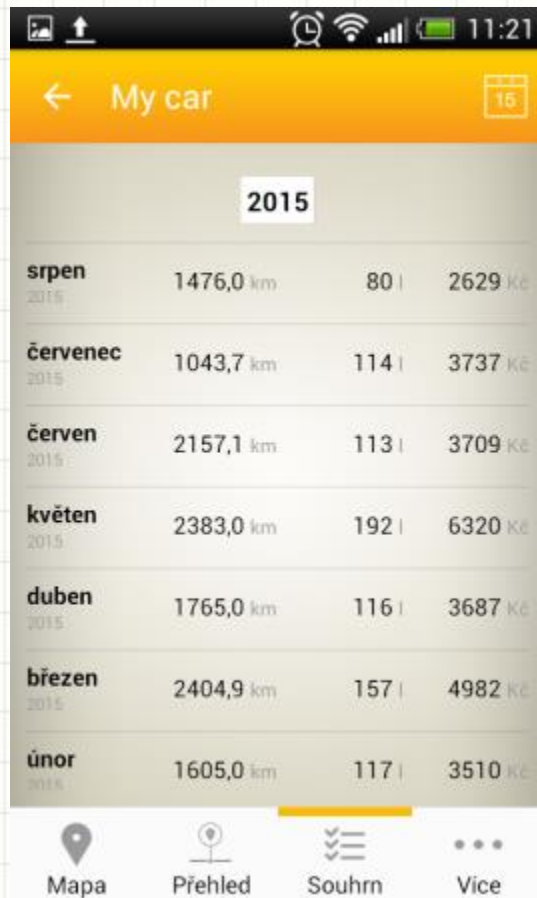 11:21
My car
15
2015
srpen 1476,0 km 80 l 2629 Kč
2015
červenec 1043,7 km 114 l 3737 Kč
2015
červen 2157,1 km 113 l 3709 Kč
2015
květen 2383,0 km 192 l 6320 Kč
2015
duben 1765,0 km 116 l 3687 Kč
2015
březen 2404,9 km 157 l 4982 Kč
2015
únor 1605,0 km 117 l 3510 Kč
2015
Mapa Přehled Souhrn Více